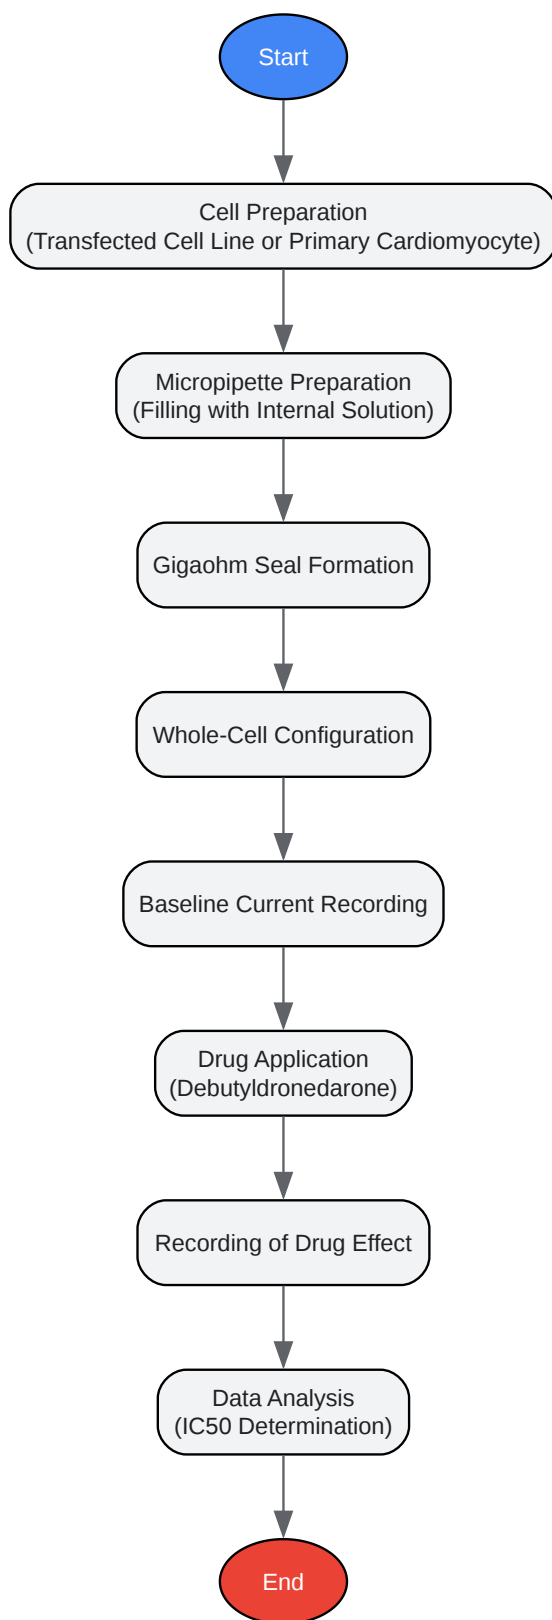 Start
Cell Preparation
(Transfected Cell Line or Primary Cardiomyocyte)
Micropipette Preparation
(Filling with Internal Solution)
Gigaohm Seal Formation
Whole-Cell Configuration
Baseline Current Recording
Drug Application
(Debutyldronedarone)
Recording of Drug Effect
Data Analysis
(IC50 Determination)
End